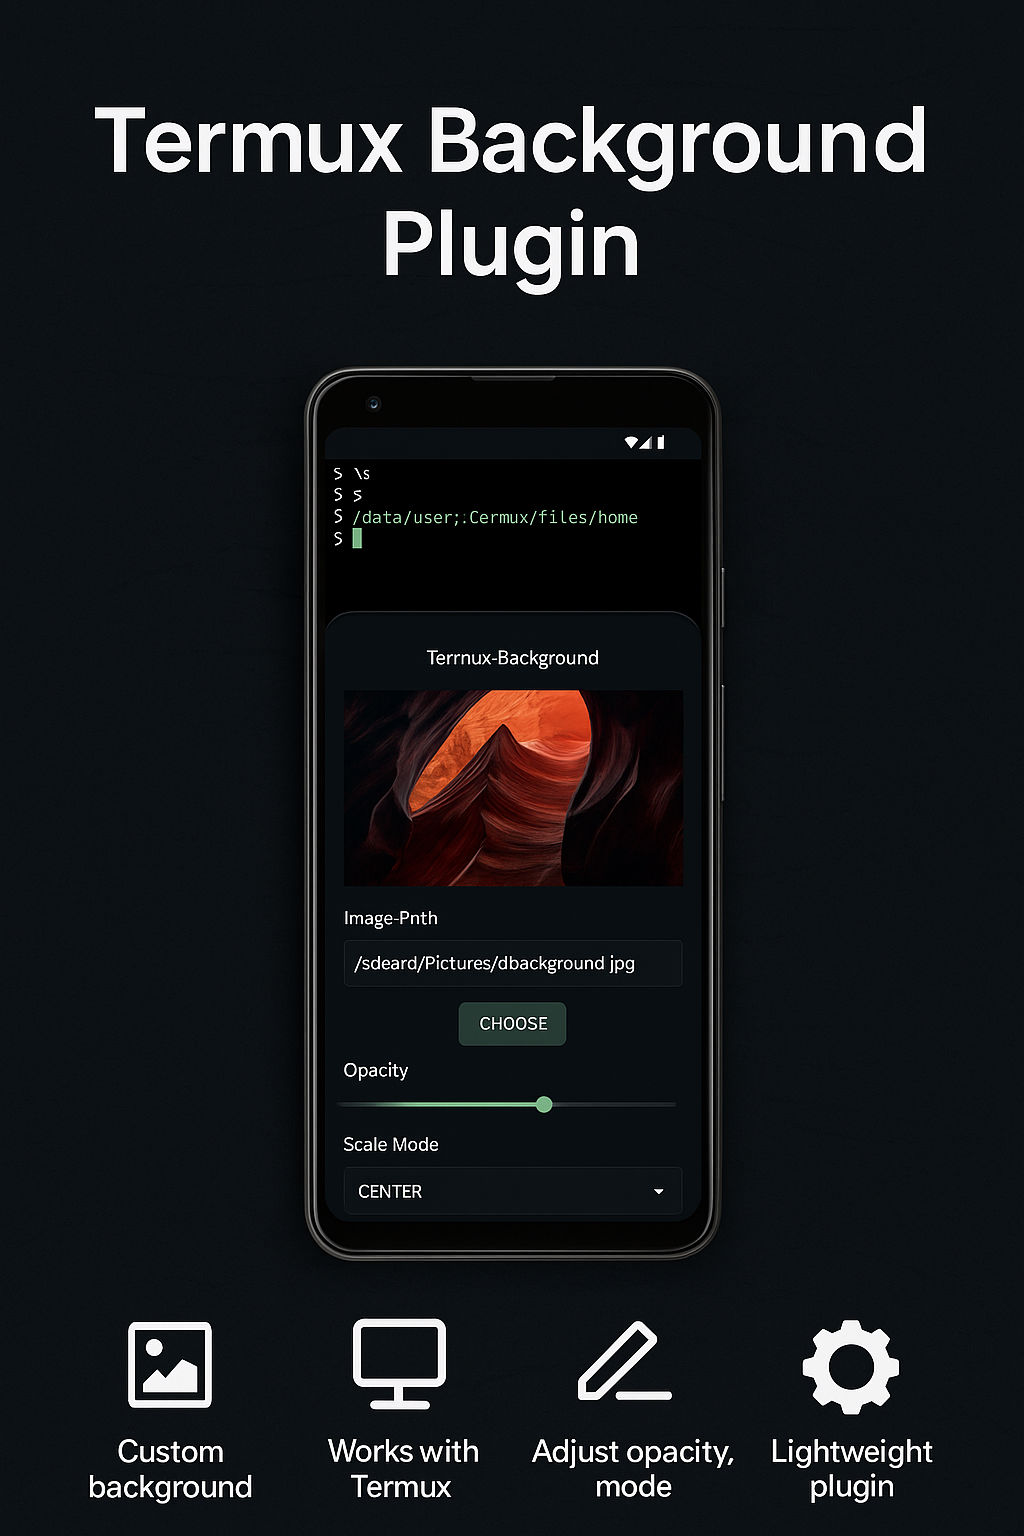 Termux Background
Plugin
S \s
S s
S /data/user;:Cermux/files/home
S
Terrnux-Background
Image-Pnth
/sdeard/Pictures/dbackground jpg
CHOOSE
Opacity
Scale Mode
CENTER
Custom
background
Works with
Termux
Adjust opacity,
mode
Lightweight
plugin